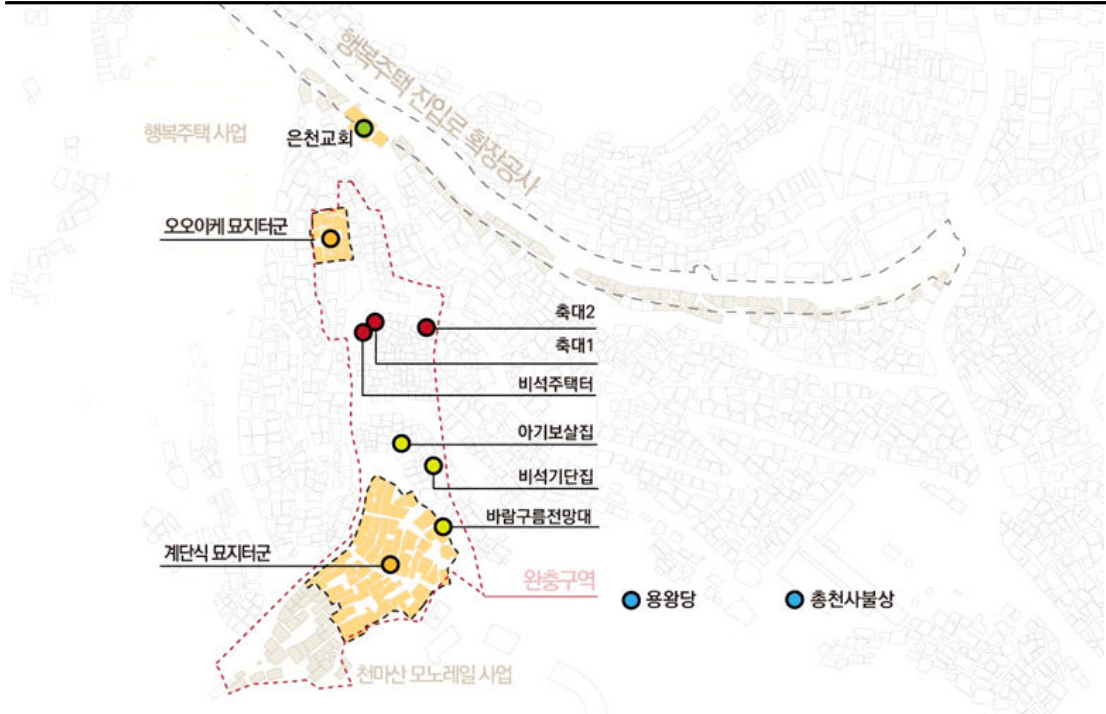 행복주택 진입로 확장공사
행복주택 사업
은천교회
오오이케 묘지터군
축대2
축대1
비석주택터
아기보살집
비석기단집
바람구름전망대
계단식 묘지터군
완충구역
용왕당
총천사불상
천마산 모노레일 사업